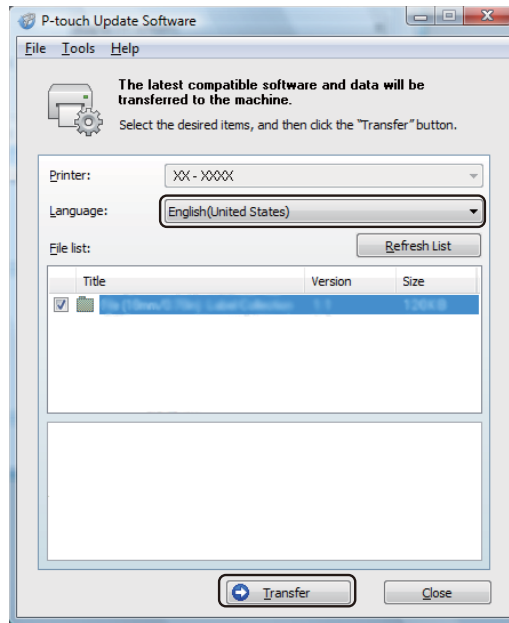 P-touch Update Software
File Tools Help
The latest compatible software and data will be
transferred to the machine.
Select the desired items, and then click the "Transfer" button.
Printer: XX - XXXX
Language: English(United States)
File list: Refresh List
Title Version Size
Transfer Close